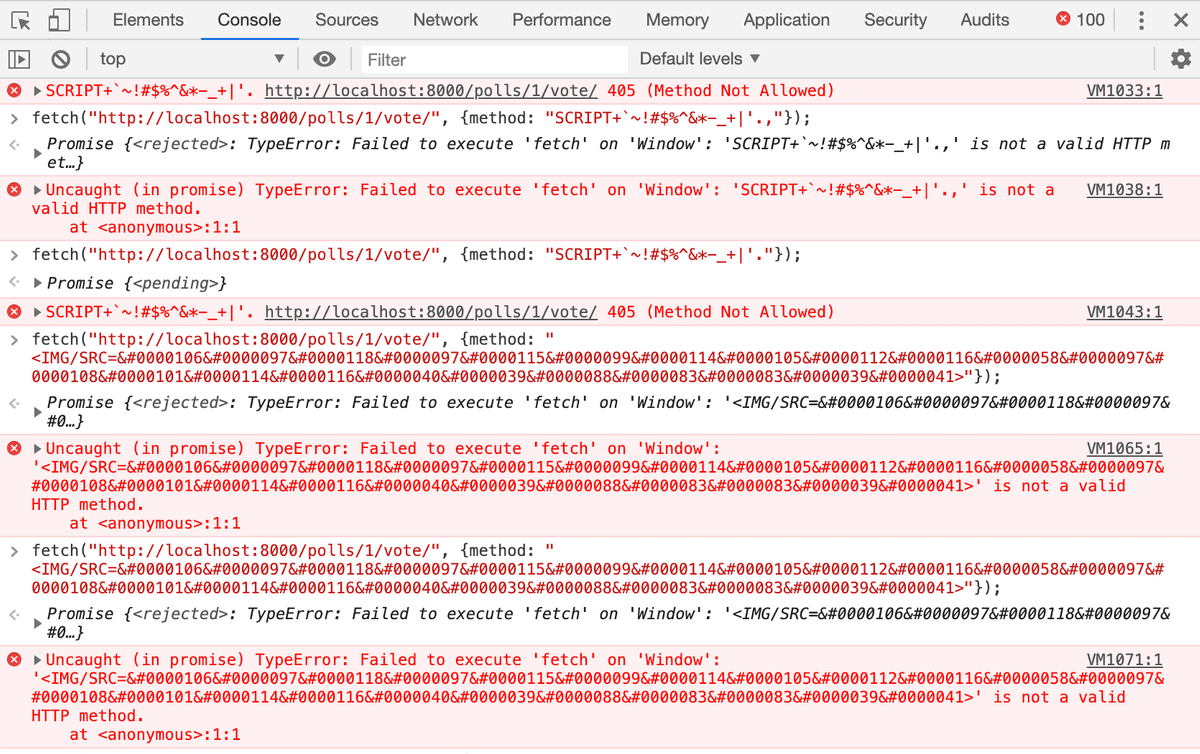 Elements Console Sources Network Performance Memory Application Security Audits 100
top Filter Default levels
SCRIPT+`~!#$%^&*-_+|'. http://localhost:8000/polls/1/vote/ 405 (Method Not Allowed) VM1033:1
fetch("http://localhost:8000/polls/1/vote/", {method: "SCRIPT+`~!#$%^&*-_+|'.,"});
Promise {<rejected>: TypeError: Failed to execute 'fetch' on 'Window': 'SCRIPT+`~!#$%^&*-_+|'.,' is not a valid HTTP m
et…}
Uncaught (in promise) TypeError: Failed to execute 'fetch' on 'Window': 'SCRIPT+`~!#$%^&*-_+|'.,' is not a VM1038:1
valid HTTP method.
at <anonymous>:1:1
fetch("http://localhost:8000/polls/1/vote/", {method: "SCRIPT+`~!#$%^&*-_+|'."});
Promise {<pending>}
SCRIPT+`~!#$%^&*-_+|'. http://localhost:8000/polls/1/vote/ 405 (Method Not Allowed) VM1043:1
fetch("http://localhost:8000/polls/1/vote/", {method: "
<IMG/SRC=&#0000106&#0000097&#0000118&#0000097&#0000115&#0000099&#0000114&#0000105&#0000112&#0000116&#0000058&#0000097&#
0000108&#0000101&#0000114&#0000116&#0000040&#0000039&#0000088&#0000083&#0000083&#0000039&#0000041>"});
Promise {<rejected>: TypeError: Failed to execute 'fetch' on 'Window': '<IMG/SRC=&#0000106&#0000097&#0000118&#0000097&
#0…}
Uncaught (in promise) TypeError: Failed to execute 'fetch' on 'Window': VM1065:1
'<IMG/SRC=&#0000106&#0000097&#0000118&#0000097&#0000115&#0000099&#0000114&#0000105&#0000112&#0000116&#0000058&#0000097&
#0000108&#0000101&#0000114&#0000116&#0000040&#0000039&#0000088&#0000083&#0000083&#0000039&#0000041>' is not a valid
HTTP method.
at <anonymous>:1:1
fetch("http://localhost:8000/polls/1/vote/", {method: "
<IMG/SRC=&#0000106&#0000097&#0000118&#0000097&#0000115&#0000099&#0000114&#0000105&#0000112&#0000116&#0000058&#0000097&#
0000108&#0000101&#0000114&#0000116&#0000040&#0000039&#0000088&#0000083&#0000083&#0000039&#0000041>"});
Promise {<rejected>: TypeError: Failed to execute 'fetch' on 'Window': '<IMG/SRC=&#0000106&#0000097&#0000118&#0000097&
#0…}
Uncaught (in promise) TypeError: Failed to execute 'fetch' on 'Window': VM1071:1
'<IMG/SRC=&#0000106&#0000097&#0000118&#0000097&#0000115&#0000099&#0000114&#0000105&#0000112&#0000116&#0000058&#0000097&
#0000108&#0000101&#0000114&#0000116&#0000040&#0000039&#0000088&#0000083&#0000083&#0000039&#0000041>' is not a valid
HTTP method.
at <anonymous>:1:1